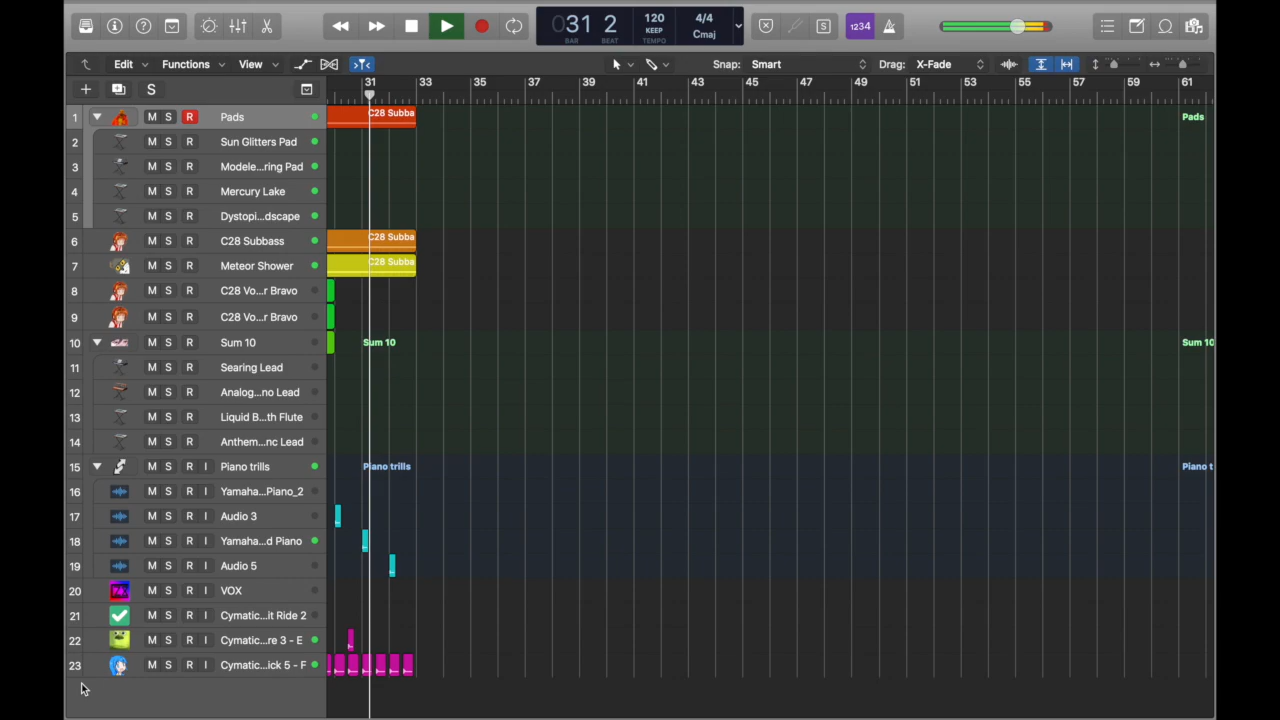 031 2 120 4/4
KEEP Cmaj
BAR BEAT TEMPO
S 1234
Edit Functions View Snap: Smart Drag: X-Fade
S 31 33 35 37 39 41 43 45 47 49 51 53 55 57 59 61
1 M S R Pads C28 Subba Pads
2 M S R Sun Glitters Pad
3 M S R Modele...ring Pad
4 M S R Mercury Lake
5 M S R Dystopi...dscape
6 M S R C28 Subbass C28 Subba
7 M S R Meteor Shower C28 Subba
8 M S R C28 Vo...r Bravo
9 M S R C28 Vo...r Bravo
10 M S R Sum 10 Sum 10 Sum 10
11 M S R Searing Lead
12 M S R Analog...no Lead
13 M S R Liquid B...th Flute
14 M S R Anthem...nc Lead
15 M S R I Piano trills Piano trills Piano t
16 M S R I Yamaha...Piano_2
17 M S R I Audio 3
18 M S R I Yamaha...d Piano
19 M S R I Audio 5
20 M S R I VOX
21 M S R I Cymatic...it Ride 2
22 M S R I Cymatic...re 3 - E
23 M S R I Cymatic...ick 5 - F